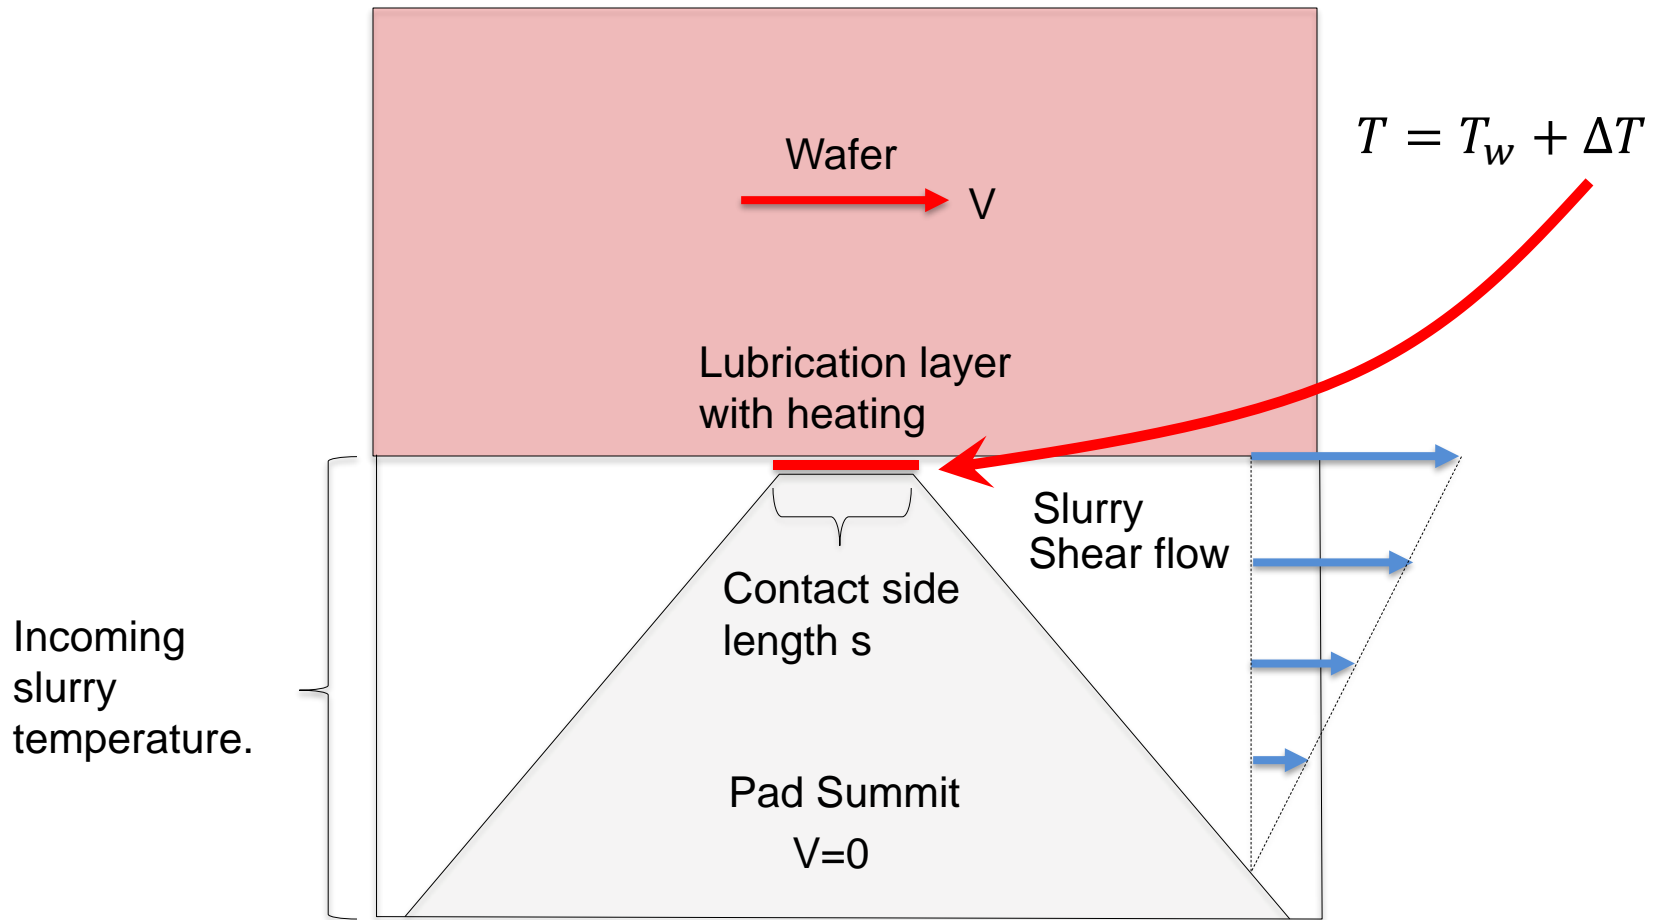 Wafer
V
T = T_w + ΔT
Lubrication layer
with heating
Slurry
Shear flow
Contact side
length s
Incoming
slurry
temperature.
Pad Summit
V=0